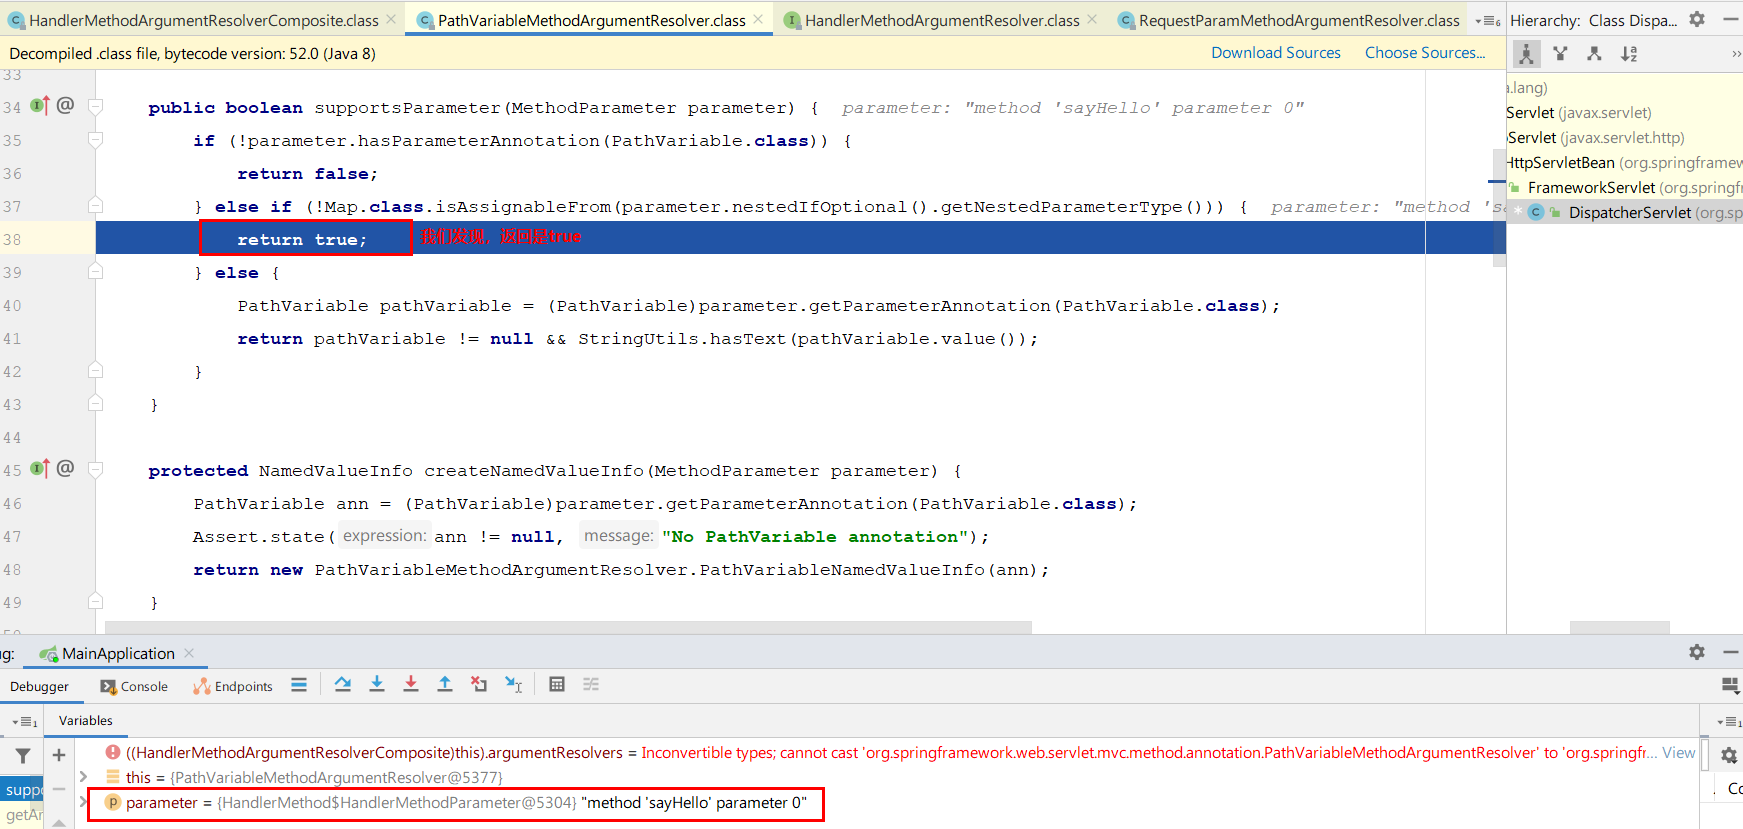 HandlerMethodArgumentResolverComposite.class
PathVariableMethodArgumentResolver.class
HandlerMethodArgumentResolver.class
RequestParamMethodArgumentResolver.class
Hierarchy: Class Dispa...
Decompiled .class file, bytecode version: 52.0 (Java 8)
Download Sources
Choose Sources...
33
34 public boolean supportsParameter(MethodParameter parameter) { parameter: "method 'sayHello' parameter 0"
35 if (!parameter.hasParameterAnnotation(PathVariable.class)) {
36 return false;
37 } else if (!Map.class.isAssignableFrom(parameter.nestedIfOptional().getNestedParameterType())) { parameter: "method 's
38 return true; 我们发现，返回是true
39 } else {
40 PathVariable pathVariable = (PathVariable)parameter.getParameterAnnotation(PathVariable.class);
41 return pathVariable != null && StringUtils.hasText(pathVariable.value());
42 }
43 }
44
45 protected NamedValueInfo createNamedValueInfo(MethodParameter parameter) {
46 PathVariable ann = (PathVariable)parameter.getParameterAnnotation(PathVariable.class);
47 Assert.state( expression: ann != null, message: "No PathVariable annotation");
48 return new PathVariableMethodArgumentResolver.PathVariableNamedValueInfo(ann);
49 }
a.lang)
Servlet (javax.servlet)
Servlet (javax.servlet.http)
HttpServletBean (org.springframew
FrameworkServlet (org.springf
DispatcherServlet (org.sp
ug: MainApplication
Debugger
Console
Endpoints
Variables
((HandlerMethodArgumentResolverComposite)this).argumentResolvers = Inconvertible types; cannot cast 'org.springframework.web.servlet.mvc.method.annotation.PathVariableMethodArgumentResolver' to 'org.springfr... View
this = {PathVariableMethodArgumentResolver@5377}
parameter = {HandlerMethod$HandlerMethodParameter@5304} "method 'sayHello' parameter 0"
suppo
getAr
Co